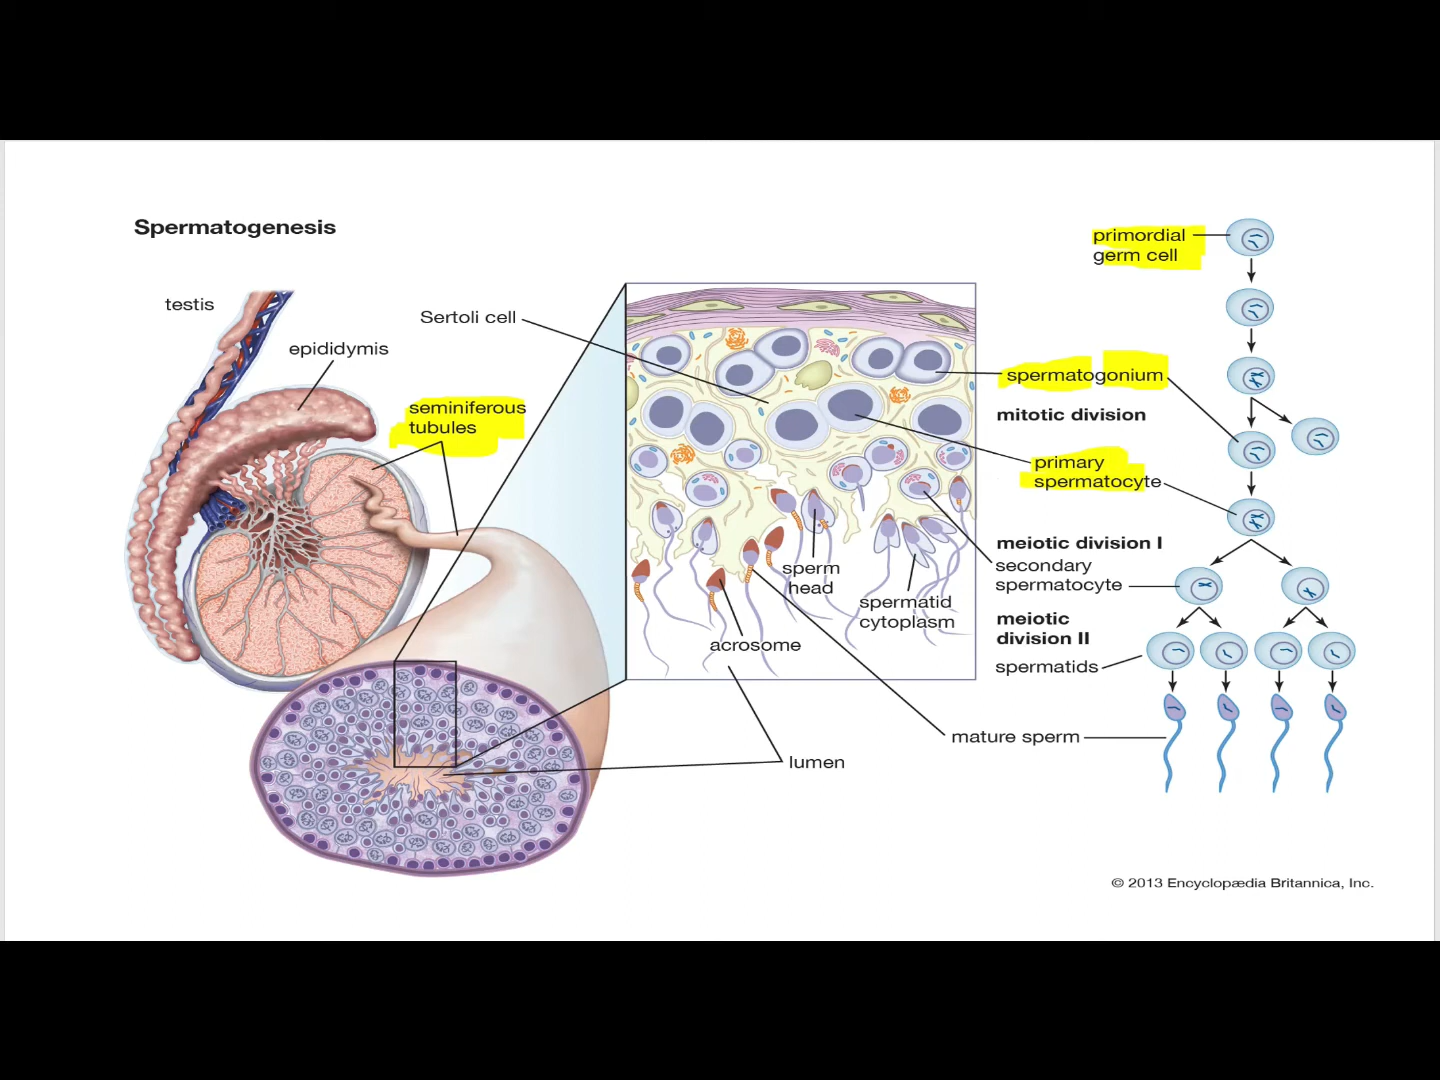 Spermatogenesis
testis
epididymis
seminiferous
tubules
Sertoli cell
sperm
head
spermatid
cytoplasm
acrosome
lumen
primordial
germ cell
spermatogonium
mitotic division
primary
spermatocyte
meiotic division I
secondary
spermatocyte
meiotic
division II
spermatids
mature sperm
© 2013 Encyclopædia Britannica, Inc.